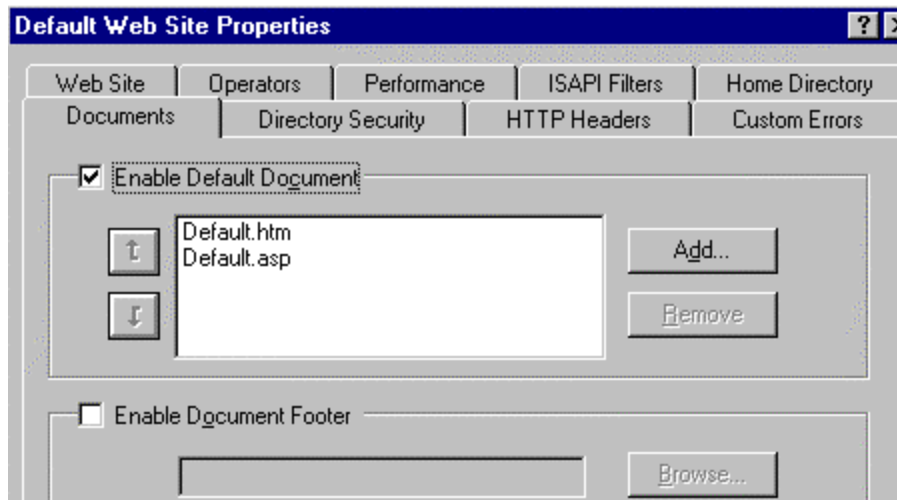 Default Web Site Properties
Web Site Operators Performance ISAPI Filters Home Directory
Documents Directory Security HTTP Headers Custom Errors
Enable Default Document
Default.htm
Default.asp
Add...
Remove
Enable Document Footer
Browse...